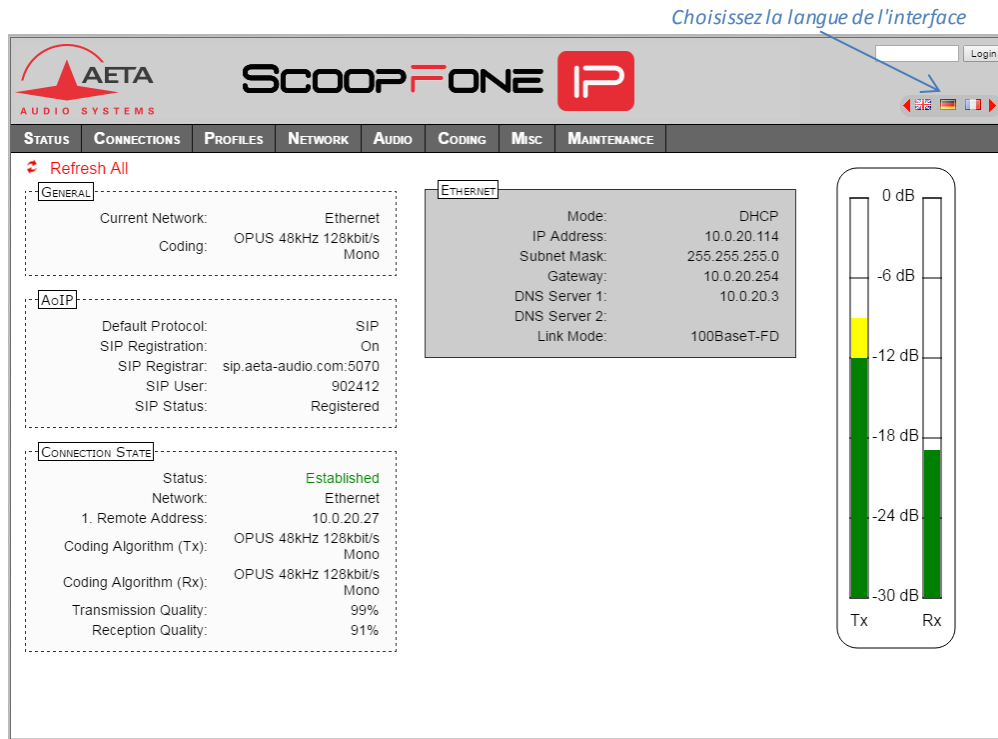 Choisissez la langue de l'interface
AETA
AUDIO SYSTEMS
SCOOPFONE IP
Login
STATUS CONNECTIONS PROFILES NETWORK AUDIO CODING MISC MAINTENANCE
Refresh All
GENERAL
Current Network: Ethernet
Coding: OPUS 48kHz 128kbit/s
Mono
AoIP
Default Protocol: SIP
SIP Registration: On
SIP Registrar: sip.aeta-audio.com:5070
SIP User: 902412
SIP Status: Registered
CONNECTION STATE
Status: Established
Network: Ethernet
1. Remote Address: 10.0.20.27
Coding Algorithm (Tx): OPUS 48kHz 128kbit/s
Mono
Coding Algorithm (Rx): OPUS 48kHz 128kbit/s
Mono
Transmission Quality: 99%
Reception Quality: 91%
ETHERNET
Mode: DHCP
IP Address: 10.0.20.114
Subnet Mask: 255.255.255.0
Gateway: 10.0.20.254
DNS Server 1: 10.0.20.3
DNS Server 2:
Link Mode: 100BaseT-FD
0 dB
-6 dB
-12 dB
-18 dB
-24 dB
-30 dB
Tx Rx